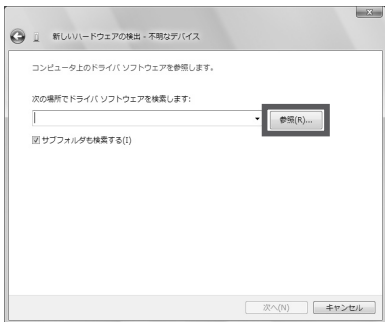 新しいハードウェアの検出 - 不明なデバイス
コンピュータ上のドライバ ソフトウェアを参照します。
次の場所でドライバ ソフトウェアを検索します:
参照(R)...
サブフォルダも検索する(I)
次へ(N)
キャンセル